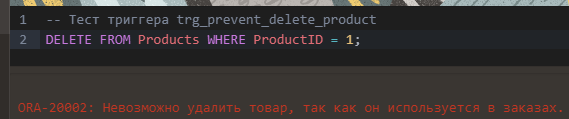 1 -- Тест триггера trg_prevent_delete_product
2 DELETE FROM Products WHERE ProductID = 1;
ORA-20002: Невозможно удалить товар, так как он используется в заказах.